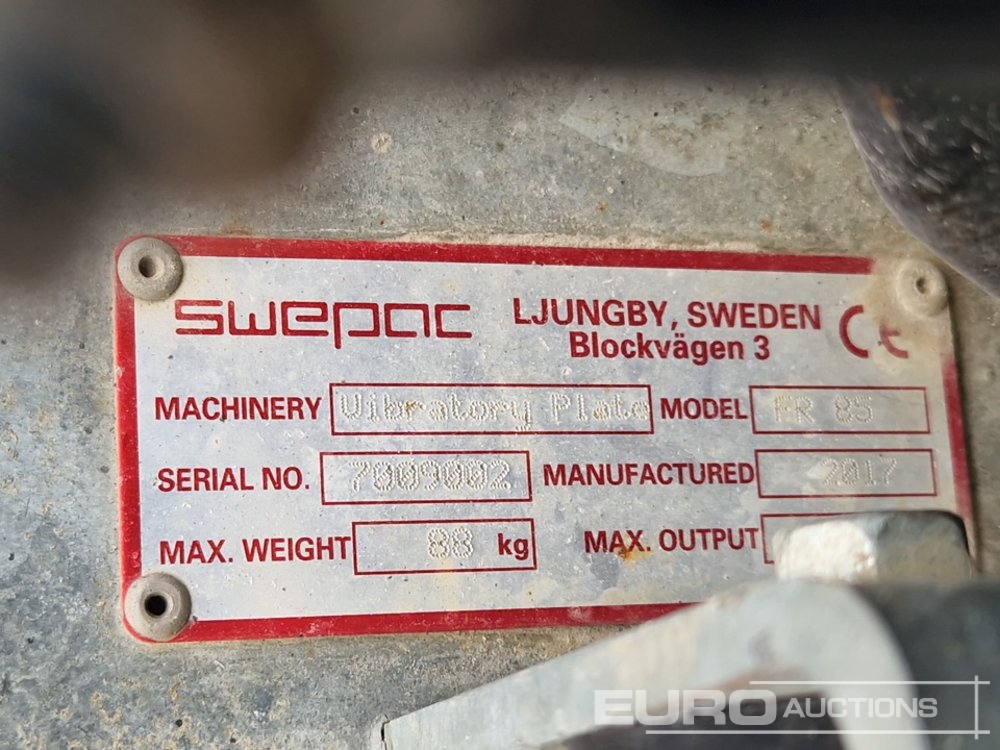 swepac LJUNGBY, SWEDEN CE
Blockvägen 3
MACHINERY Vibratory Plate MODEL FR 85
SERIAL NO. 7009002 MANUFACTURED 2017
MAX. WEIGHT 88 kg MAX. OUTPUT
EURO AUCTIONS